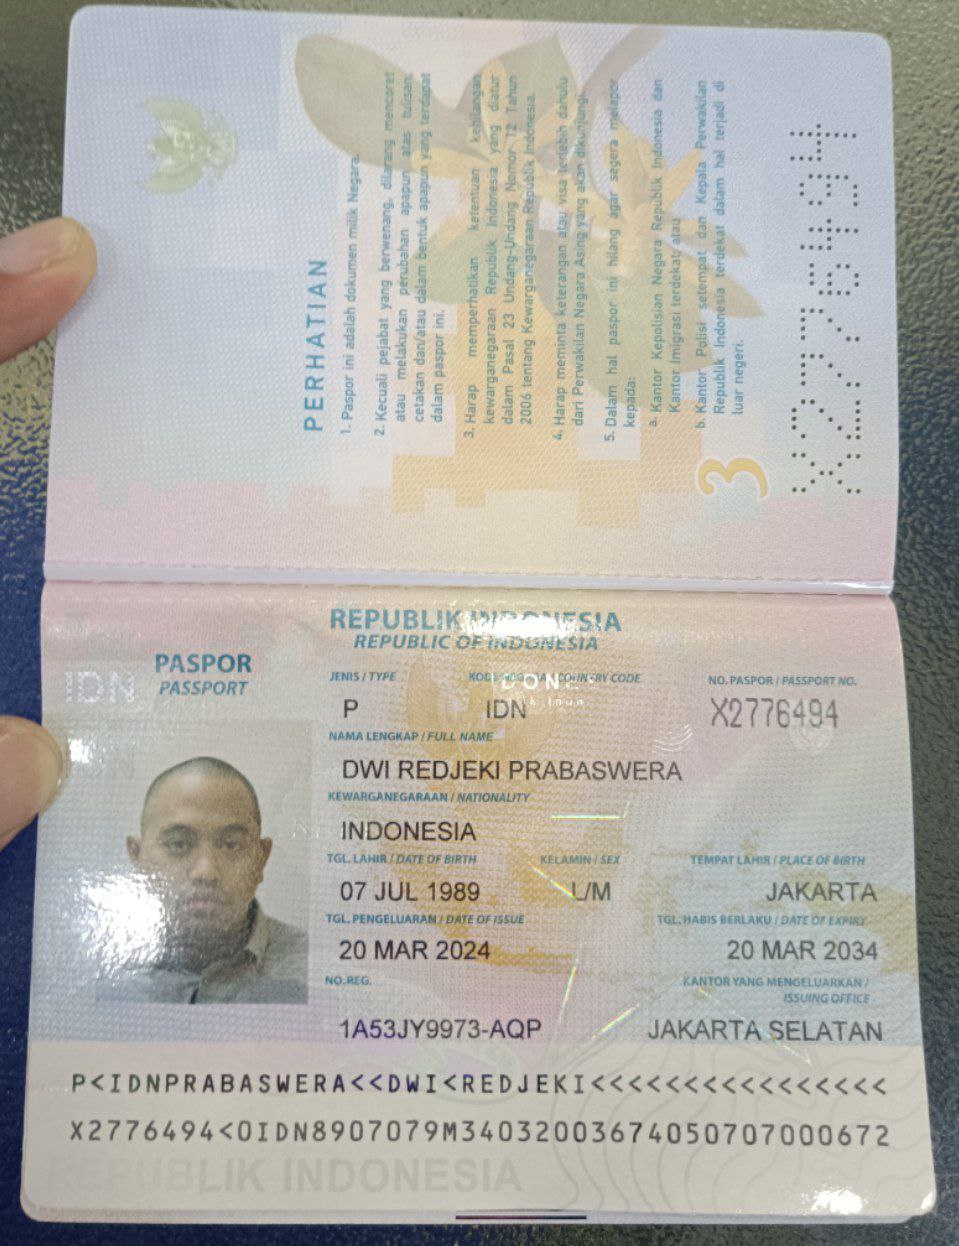 PERHATIAN
1. Paspor ini adalah dokumen milik Negara.
2. Kecuali pejabat yang berwenang, dilarang mencoret
atau melakukan perubahan apapun atas tulisan,
cetakan dan/atau dalam bentuk apapun yang terdapat
dalam paspor ini.
3. Harap memperhatikan ketentuan kehilangan
kewarganegaraan Republik Indonesia yang diatur
dalam Pasal 23 Undang-Undang Nomor 12 Tahun
2006 tentang Kewarganegaraan Republik Indonesia.
4. Harap meminta keterangan atau visa terlebih dahulu
dari Perwakilan Negara Asing yang akan dikunjungi.
5. Dalam hal paspor ini hilang agar segera melapor
kepada:
a. Kantor Kepolisian Negara Republik Indonesia dan
Kantor Imigrasi terdekat atau
b. Kantor Polisi setempat dan Kepala Perwakilan
Republik Indonesia terdekat dalam hal terjadi di
luar negeri.
3
X2776494
REPUBLIK INDONESIA
REPUBLIC OF INDONESIA
PASPOR
PASSPORT
IDN
JENIS / TYPE
KODE NEGARA / COUNTRY CODE
NO. PASPOR / PASSPORT NO.
P
IDN
X2776494
NAMA LENGKAP / FULL NAME
DWI REDJEKI PRABASWERA
KEWARGANEGARAAN / NATIONALITY
INDONESIA
TGL. LAHIR / DATE OF BIRTH
KELAMIN / SEX
TEMPAT LAHIR / PLACE OF BIRTH
07 JUL 1989
L/M
JAKARTA
TGL. PENGELUARAN / DATE OF ISSUE
TGL. HABIS BERLAKU / DATE OF EXPIRY
20 MAR 2024
20 MAR 2034
NO. REG.
KANTOR YANG MENGELUARKAN /
ISSUING OFFICE
1A53JY9973-AQP
JAKARTA SELATAN
P<IDNPRABASWERA<<DWI<REDJEKI<<<<<<<<<<<<<<<<
X2776494<0IDN8907079M34032003674050707000672
REPUBLIK INDONESIA